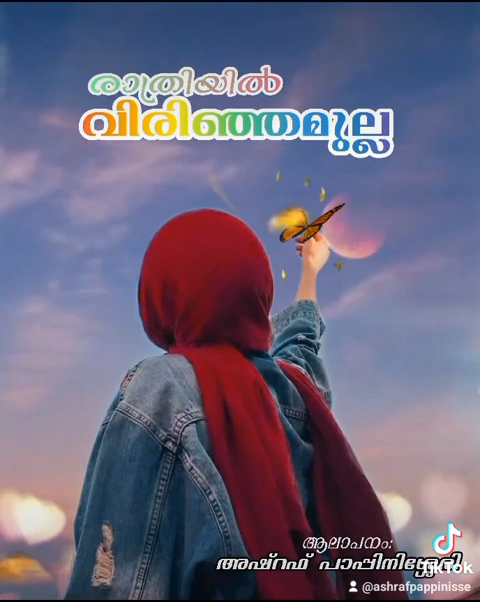 രാത്രിയിൽ
വിരിഞ്ഞമുല്ല
ആലാപനം:
അഷ്റഫ് പാപ്പിനിശ്ശേരി
TikTok
@ashrafpappinisse